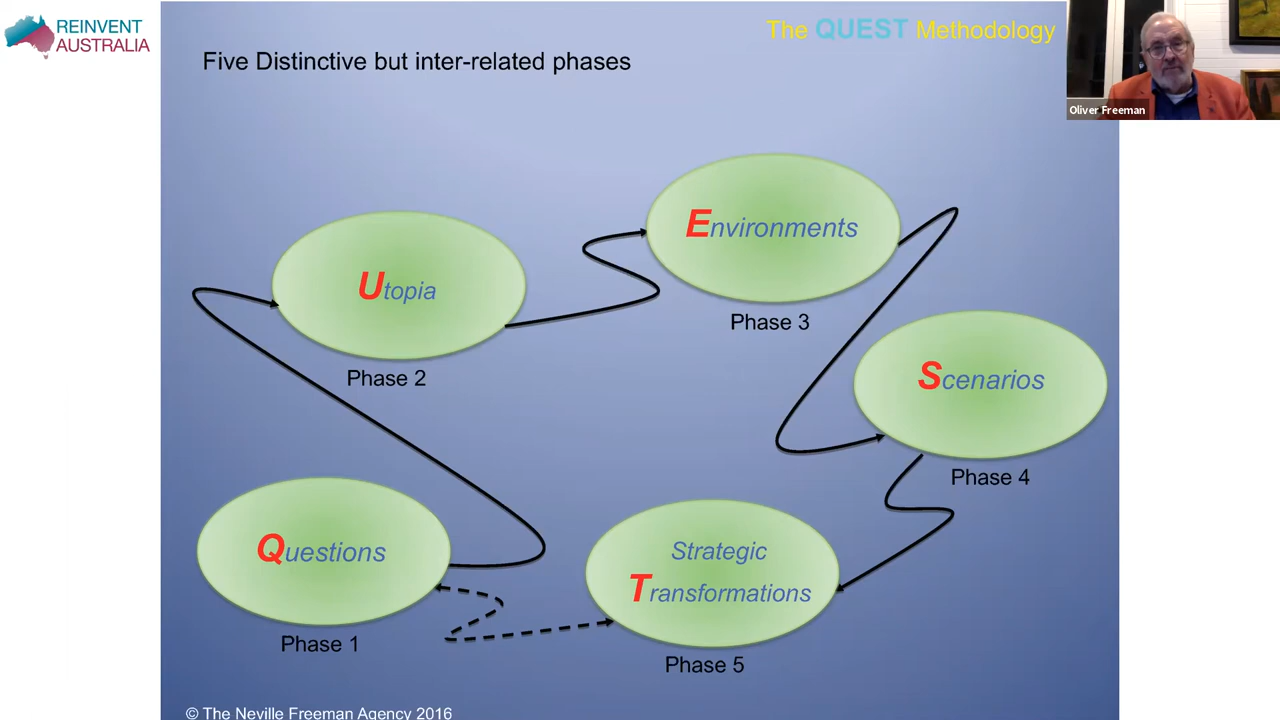 REINVENT
AUSTRALIA
The QUEST Methodology
Five Distinctive but inter-related phases
Oliver Freeman
Environments
Phase 3
Utopia
Phase 2
Scenarios
Phase 4
Questions
Phase 1
Strategic
Transformations
Phase 5
© The Neville Freeman Agency 2016